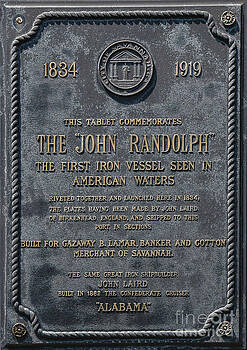 1834 1919
THIS TABLET COMMEMORATES
THE "JOHN RANDOLPH"
THE FIRST IRON VESSEL SEEN IN
AMERICAN WATERS
RIVETED TOGETHER AND LAUNCHED HERE IN 1834,
THE PLATES HAVING BEEN MADE BY JOHN LAIRD
OF BIRKENHEAD ENGLAND, AND SHIPPED TO THIS
PORT IN SECTIONS.
BUILT FOR GAZAWAY B. LAMAR, BANKER AND COTTON
MERCHANT OF SAVANNAH.
THE SAME GREAT IRON SHIPBUILDER
JOHN LAIRD
BUILT IN 1862 THE CONFEDERATE CRUISER
"ALABAMA"
fine art
america